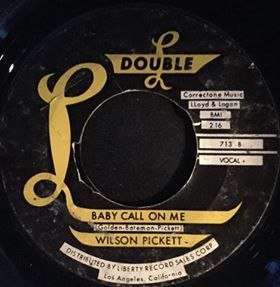 DOUBLE
L
L
Correctone Music
LLoyd & Logan
BMI
2:16
713 B
VOCAL -
BABY CALL ON ME
(Golden-Bateman-Pickett)
WILSON PICKETT -
DISTRIBUTED BY LIBERTY RECORD SALES CORP
Los Angeles, California